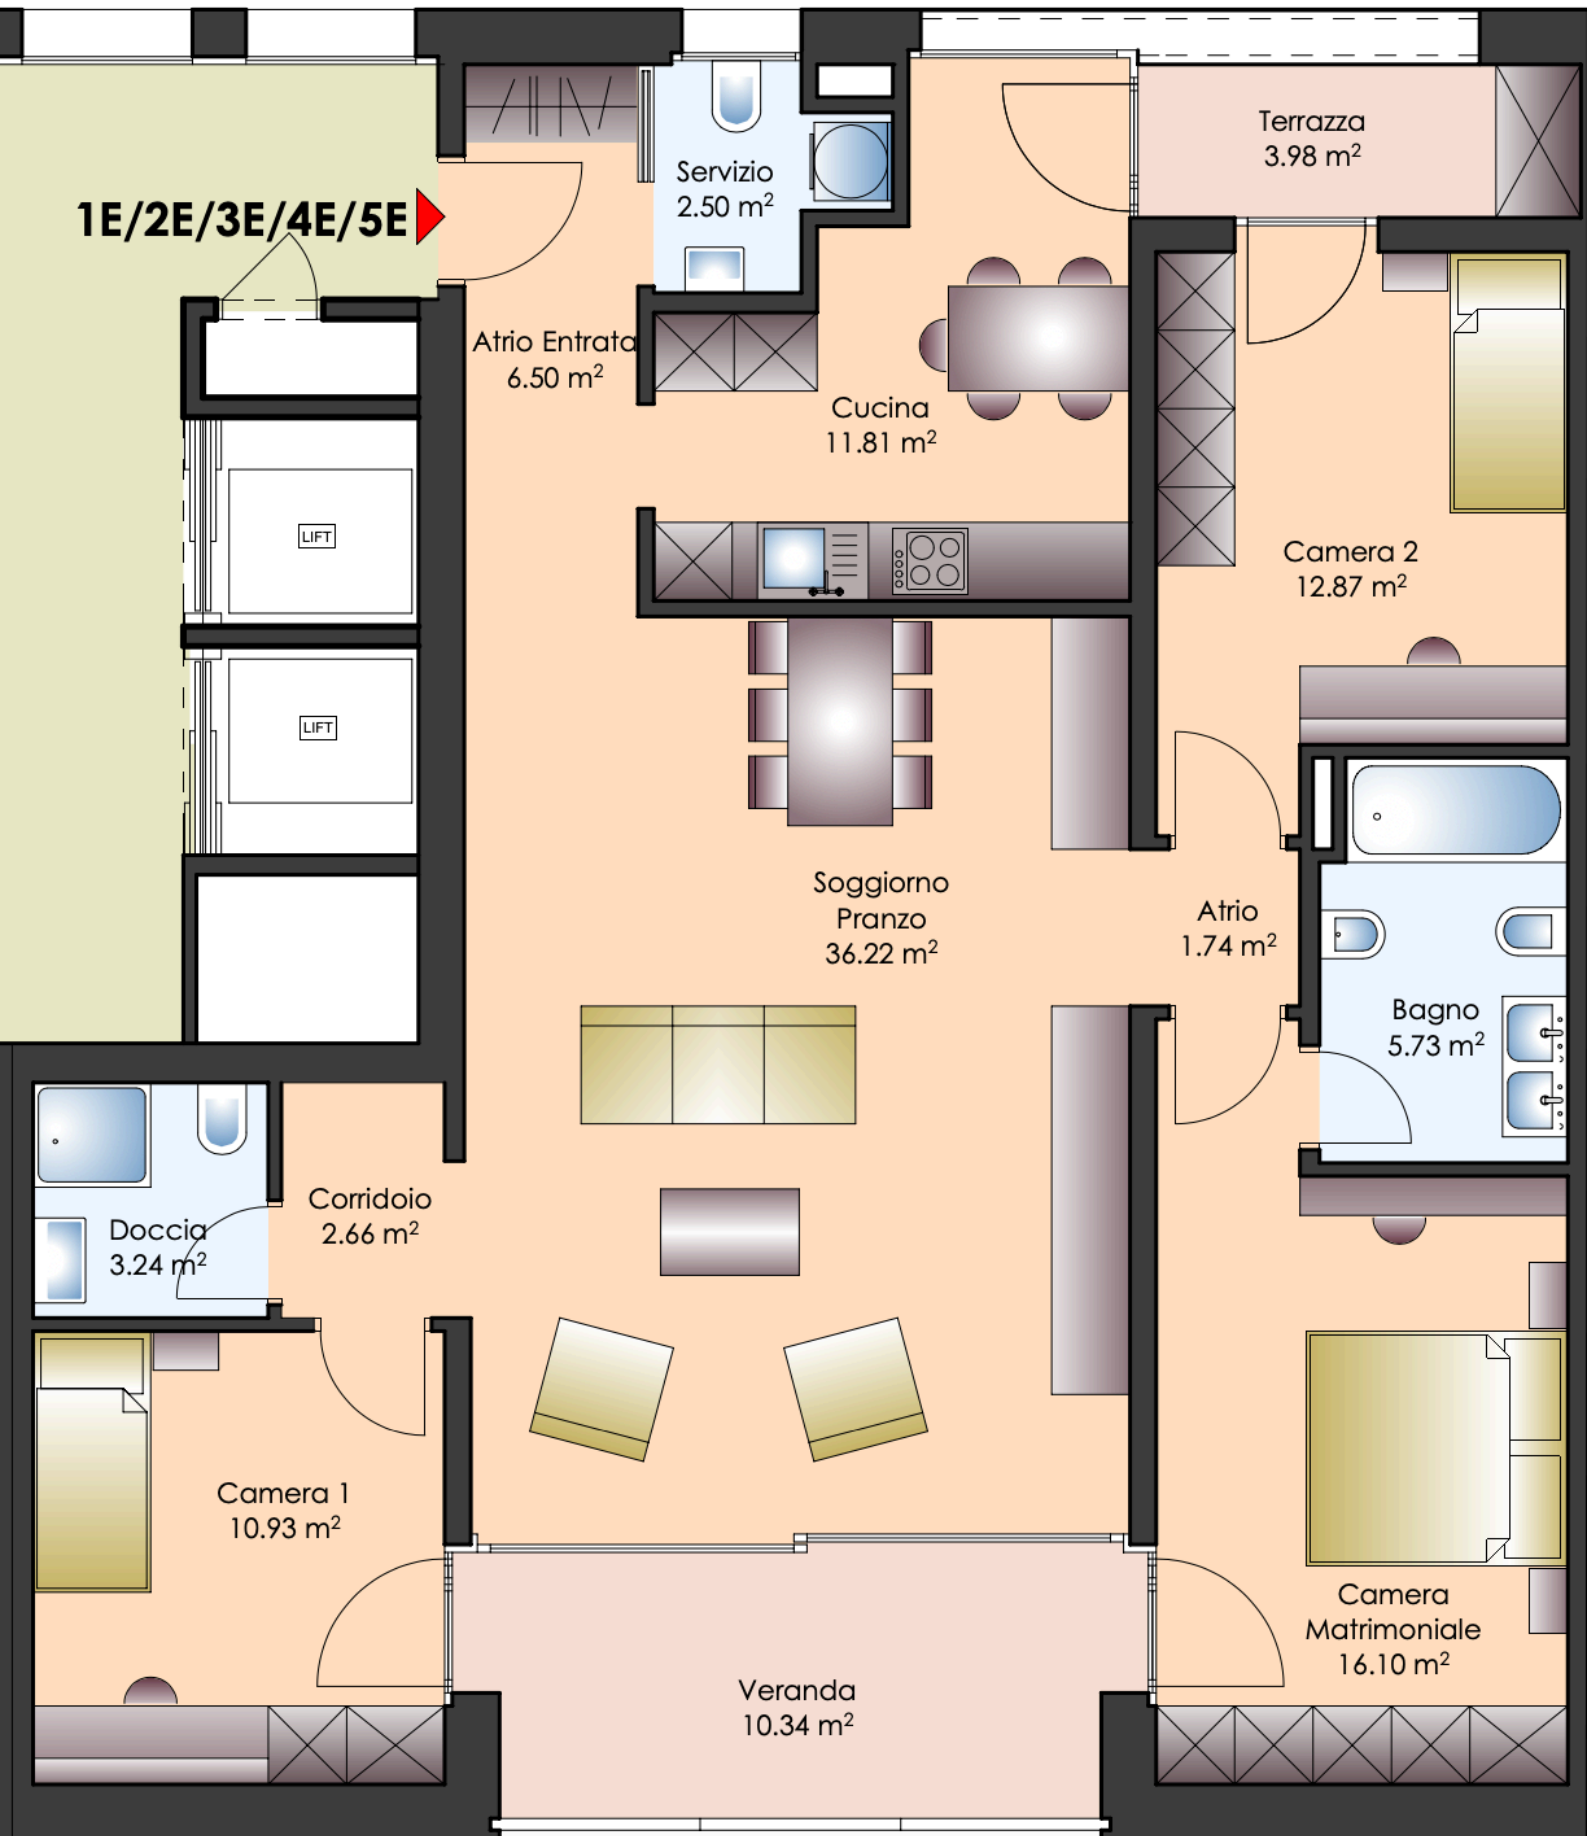 Terrazza
3.98 m²
Servizio
2.50 m²
1E/2E/3E/4E/5E
Atrio Entrata
6.50 m²
Cucina
11.81 m²
LIFT
Camera 2
12.87 m²
LIFT
Soggiorno
Pranzo
36.22 m²
Atrio
1.74 m²
Bagno
5.73 m²
Corridoio
2.66 m²
Doccia
3.24 m²
Camera 1
10.93 m²
Camera
Matrimoniale
16.10 m²
Veranda
10.34 m²